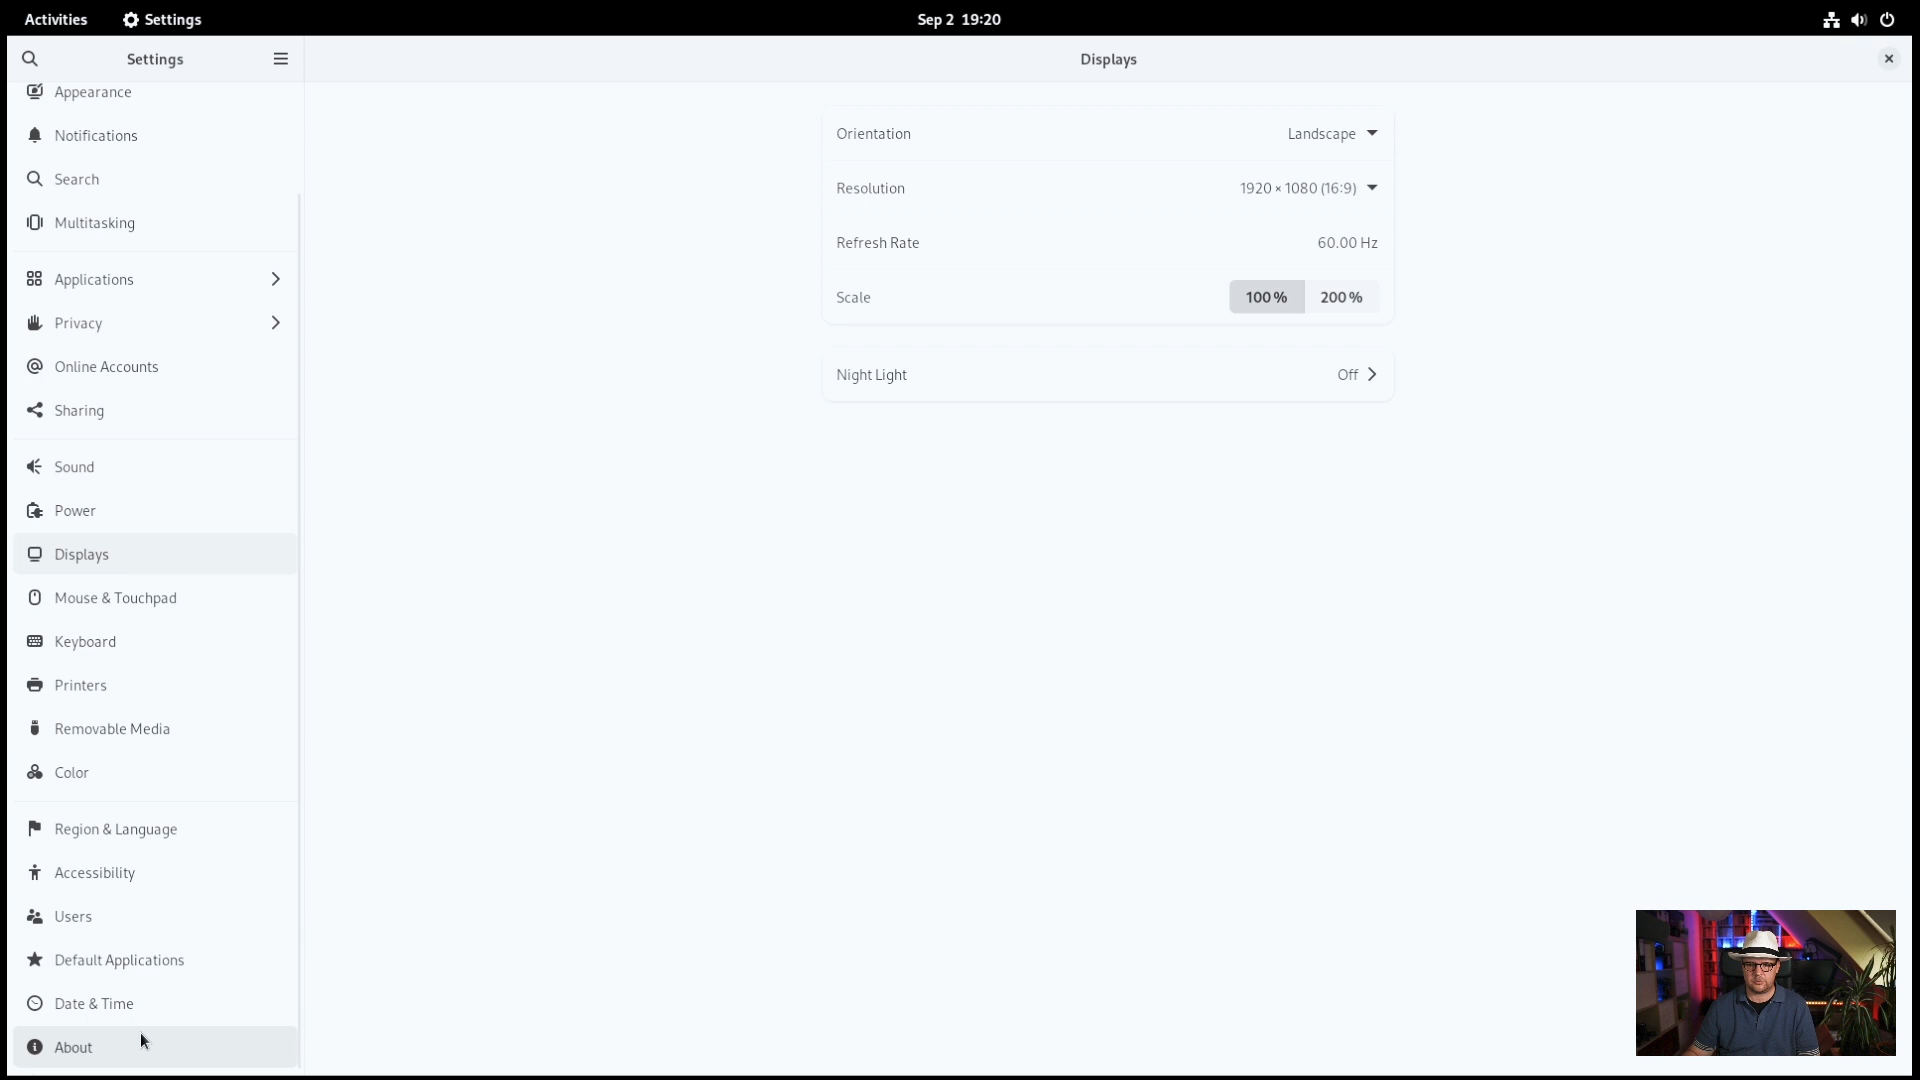 Activities
Settings
Sep 2 19:20
Settings
Displays
Appearance
Notifications
Search
Multitasking
Applications
Privacy
Online Accounts
Sharing
Sound
Power
Displays
Mouse & Touchpad
Keyboard
Printers
Removable Media
Color
Region & Language
Accessibility
Users
Default Applications
Date & Time
About
Orientation Landscape
Resolution 1920 × 1080 (16:9)
Refresh Rate 60.00 Hz
Scale 100 % 200 %
Night Light Off